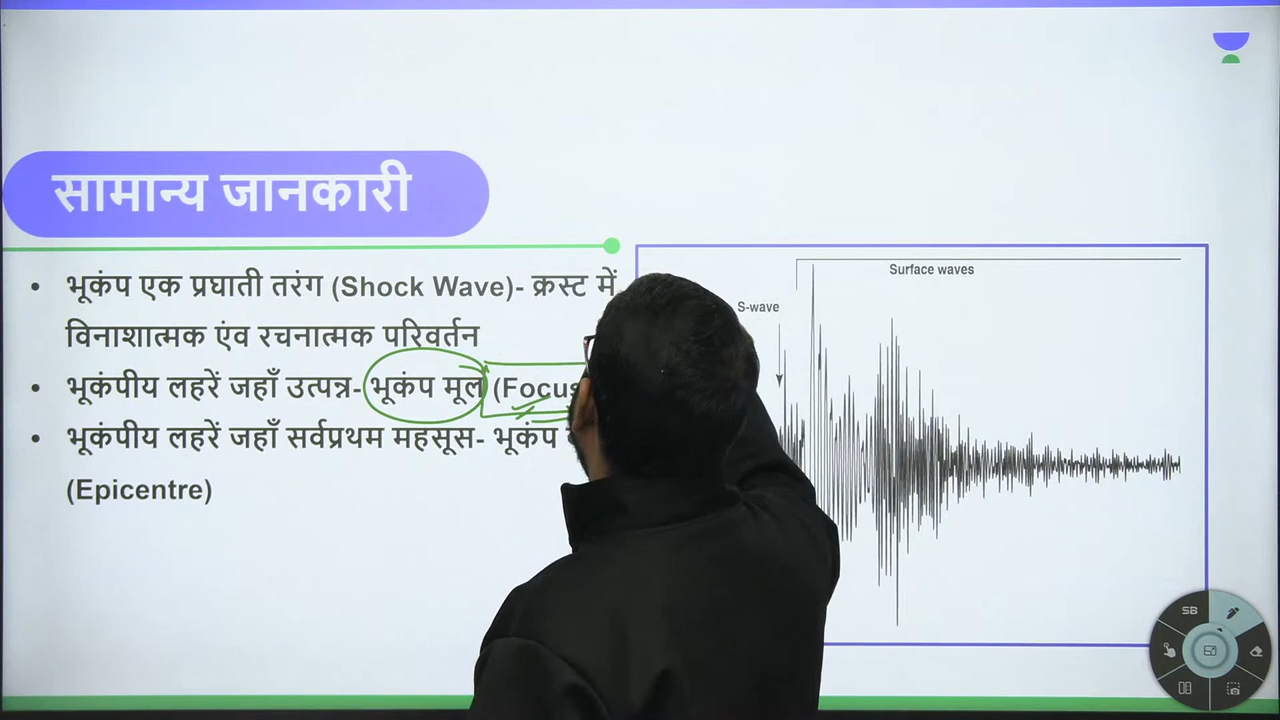 सामान्य जानकारी
भूकंप एक प्रघाती तरंग (Shock Wave)- क्रस्ट में
विनाशात्मक एंव रचनात्मक परिवर्तन
भूकंपीय लहरें जहाँ उत्पन्न- भूकंप मूल (Focus
भूकंपीय लहरें जहाँ सर्वप्रथम महसूस- भूकंप
(Epicentre)
Surface waves
S-wave
SB